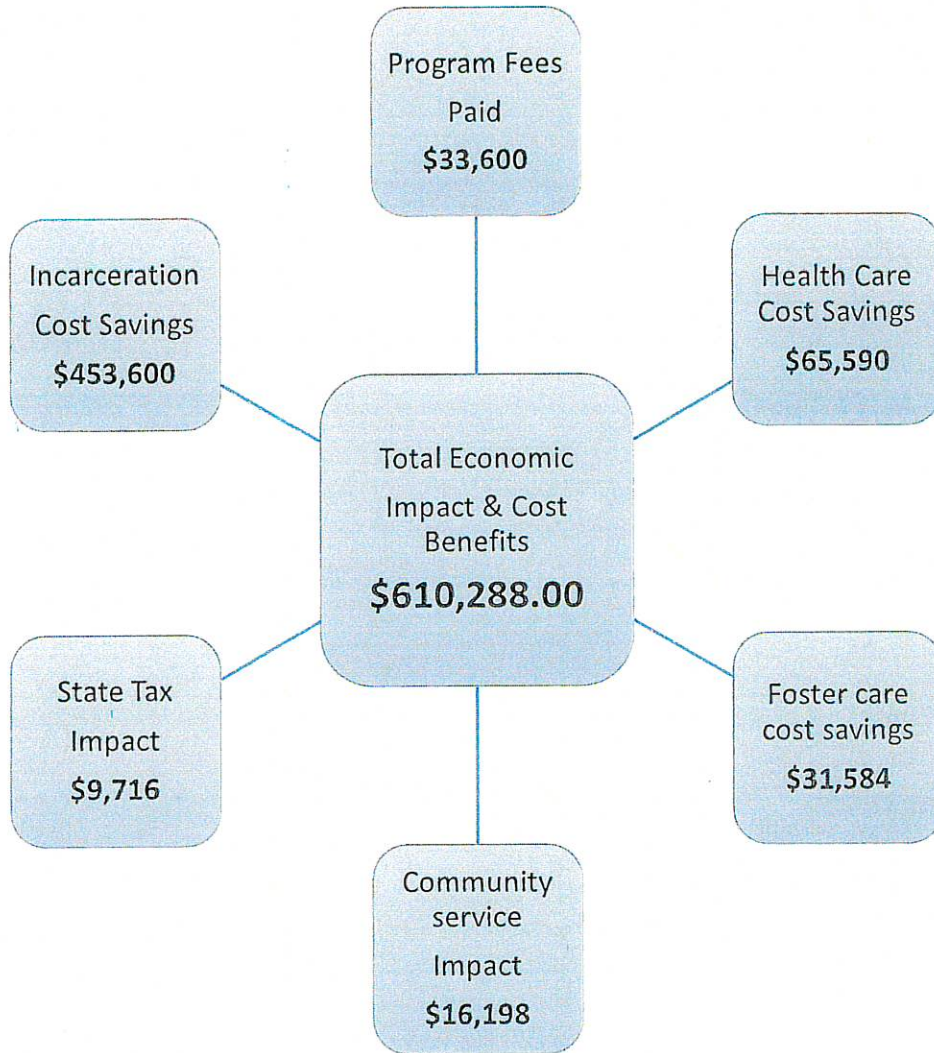 Program Fees
Paid
$33,600
Incarceration
Cost Savings
$453,600
Health Care
Cost Savings
$65,590
Total Economic
Impact & Cost
Benefits
$610,288.00
State Tax
Impact
$9,716
Foster care
cost savings
$31,584
Community
service
Impact
$16,198